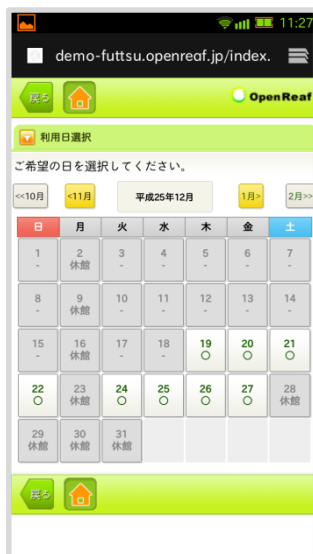 11:27
demo-futtsu.openreaf.jp/index.
戻る OpenReaf
利用日選択
ご希望の日を選択してください。
<<10月 <11月 平成25年12月 1月> 2月>>
日 月 火 水 木 金 土
1 2 3 4 5 6 7
- 休館 - - - - -
8 9 10 11 12 13 14
- 休館 - - - - -
15 16 17 18 19 20 21
- 休館 - - ○ ○ ○
22 23 24 25 26 27 28
○ 休館 ○ ○ ○ ○ 休館
29 30 31
休館 休館 休館
戻る